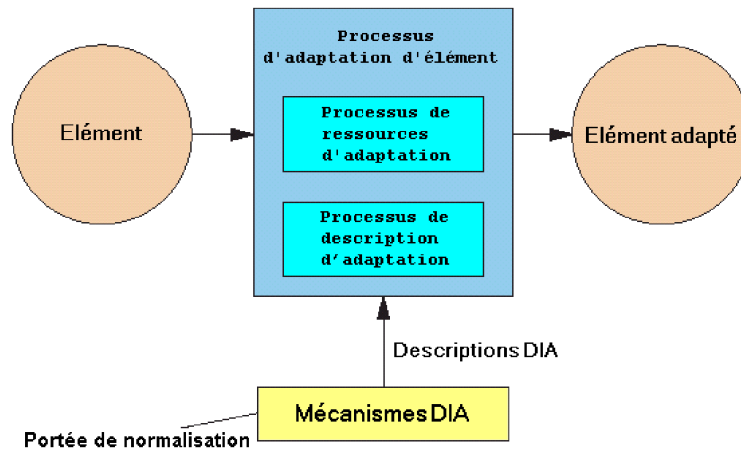 Processus
d'adaptation d'élément
Elément
Processus de
ressources
d'adaptation
Elément adapté
Processus de
description
d'adaptation
Descriptions DIA
Mécanismes DIA
Portée de normalisation